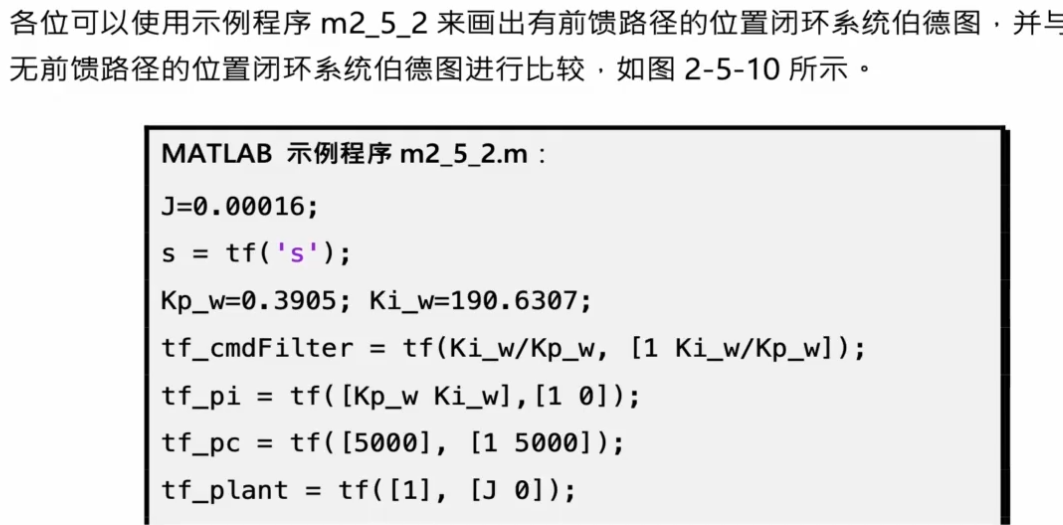 各位可以使用示例程序 m2_5_2 来画出有前馈路径的位置闭环系统伯德图，并与
无前馈路径的位置闭环系统伯德图进行比较，如图 2-5-10 所示。
MATLAB 示例程序 m2_5_2.m：
J=0.00016;
s = tf('s');
Kp_w=0.3905; Ki_w=190.6307;
tf_cmdFilter = tf(Ki_w/Kp_w, [1 Ki_w/Kp_w]);
tf_pi = tf([Kp_w Ki_w],[1 0]);
tf_pc = tf([5000], [1 5000]);
tf_plant = tf([1], [J 0]);